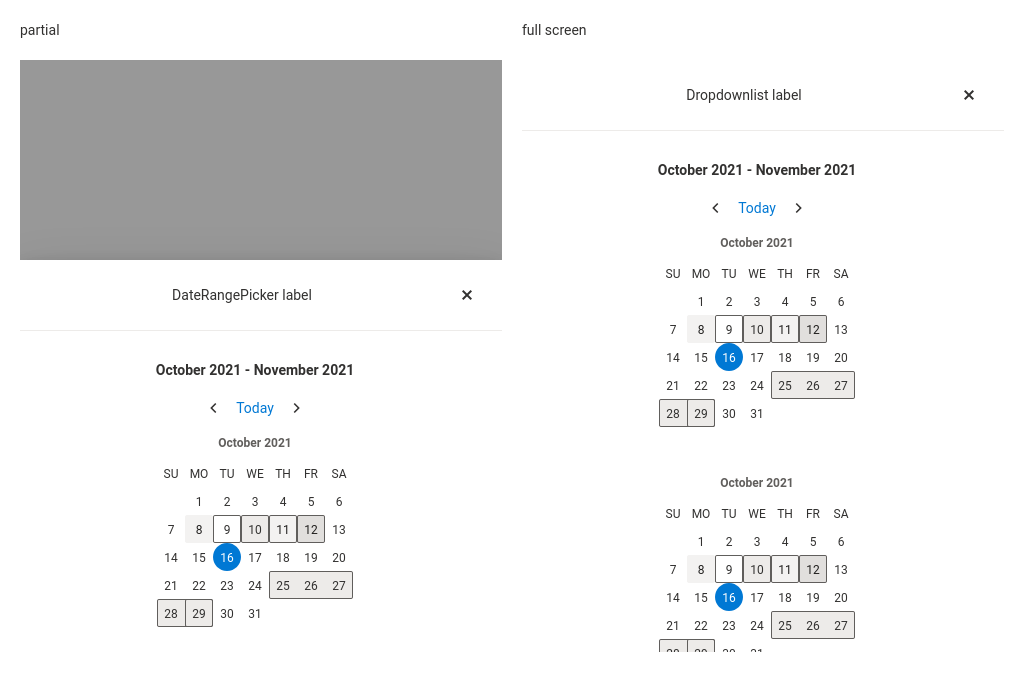 partial
DateRangePicker label
October 2021 - November 2021
Today
October 2021
SU MO TU WE TH FR SA
1 2 3 4 5 6
7 8 9 10 11 12 13
14 15 16 17 18 19 20
21 22 23 24 25 26 27
28 29 30 31
full screen
Dropdownlist label
October 2021 - November 2021
Today
October 2021
SU MO TU WE TH FR SA
1 2 3 4 5 6
7 8 9 10 11 12 13
14 15 16 17 18 19 20
21 22 23 24 25 26 27
28 29 30 31
October 2021
SU MO TU WE TH FR SA
1 2 3 4 5 6
7 8 9 10 11 12 13
14 15 16 17 18 19 20
21 22 23 24 25 26 27